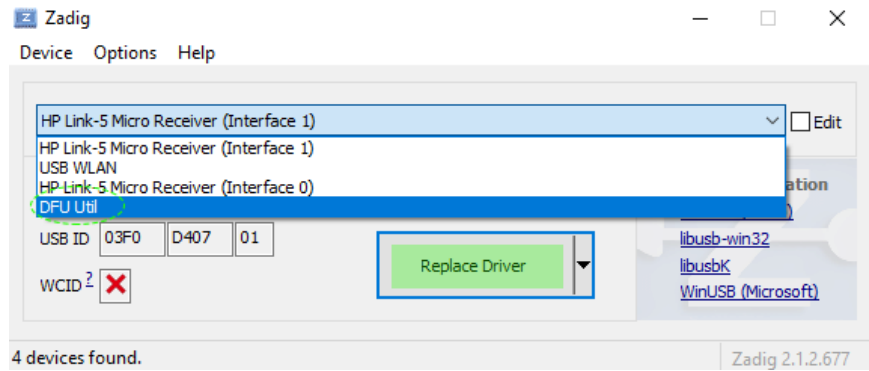 Zadig
Device Options Help
HP Link-5 Micro Receiver (Interface 1)
Edit
HP Link-5 Micro Receiver (Interface 1)
USB WLAN
HP Link-5 Micro Receiver (Interface 0)
DFU Util
USB ID 03F0 D407 01
libusb-win32
Replace Driver
libusbK
WCID ?
WinUSB (Microsoft)
4 devices found.
Zadig 2.1.2.677